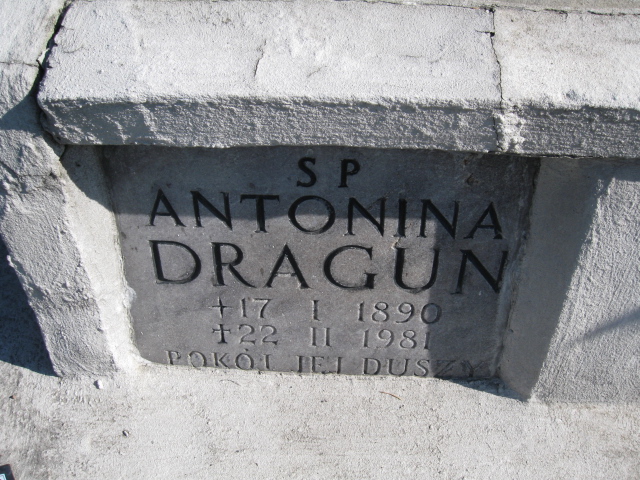 SP
ANTONINA
DRAGUN
+17 I 1890
✝22 II 1981
POKÓJ JEJ DUSZY